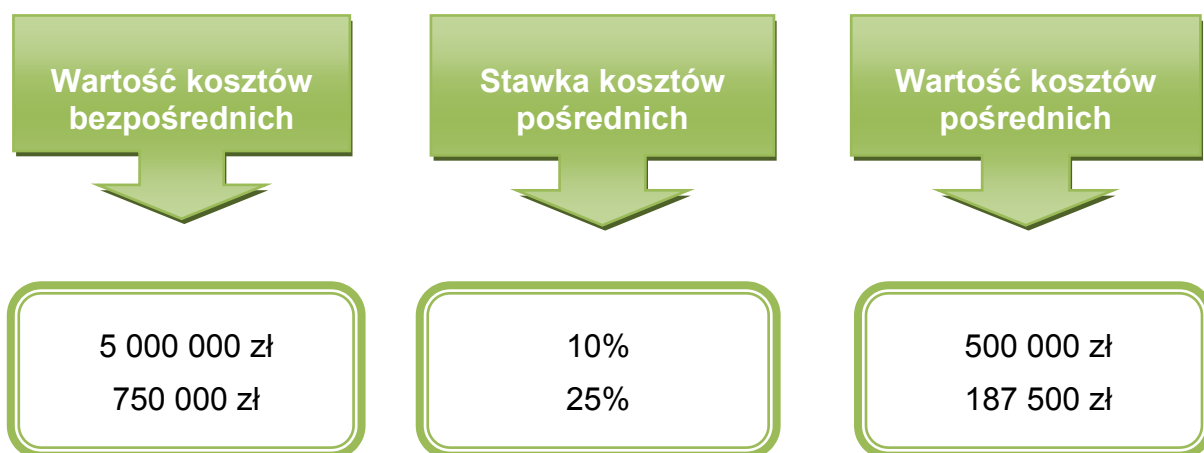 Wartość kosztów
bezpośrednich
Stawka kosztów
pośrednich
Wartość kosztów
pośrednich
5 000 000 zł
750 000 zł
10%
25%
500 000 zł
187 500 zł